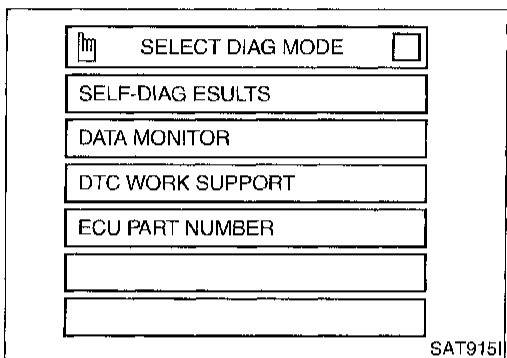 SELECT DIAG MODE
SELF-DIAG ESULTS
DATA MONITOR
DTC WORK SUPPORT
ECU PART NUMBER
SAT915I